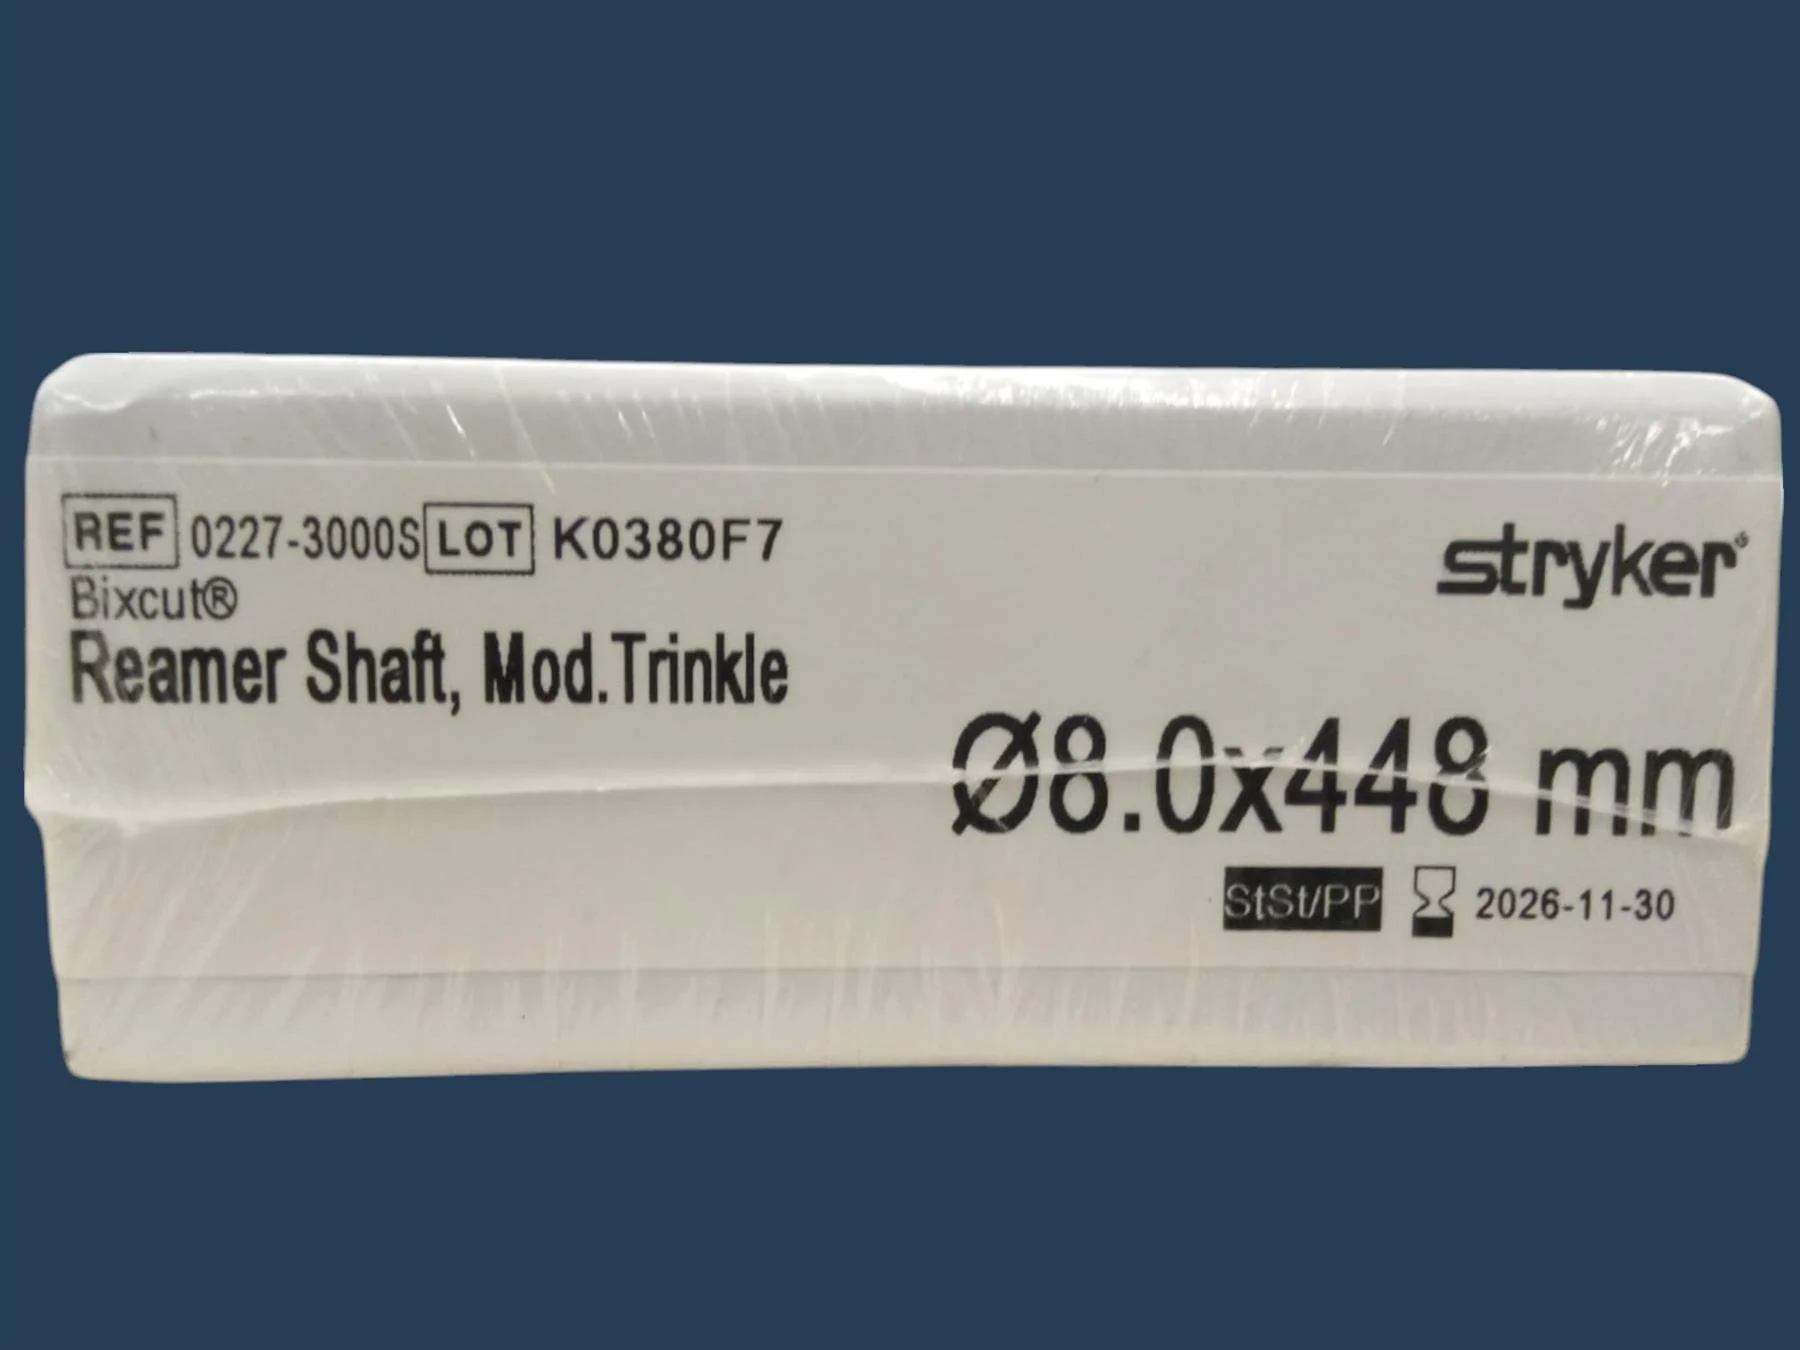 REF 0227-3000S LOT K0380F7
stryker®
Bixcut®
Reamer Shaft, Mod.Trinkle
Ø8.0x448 mm
StSt/PP 2026-11-30